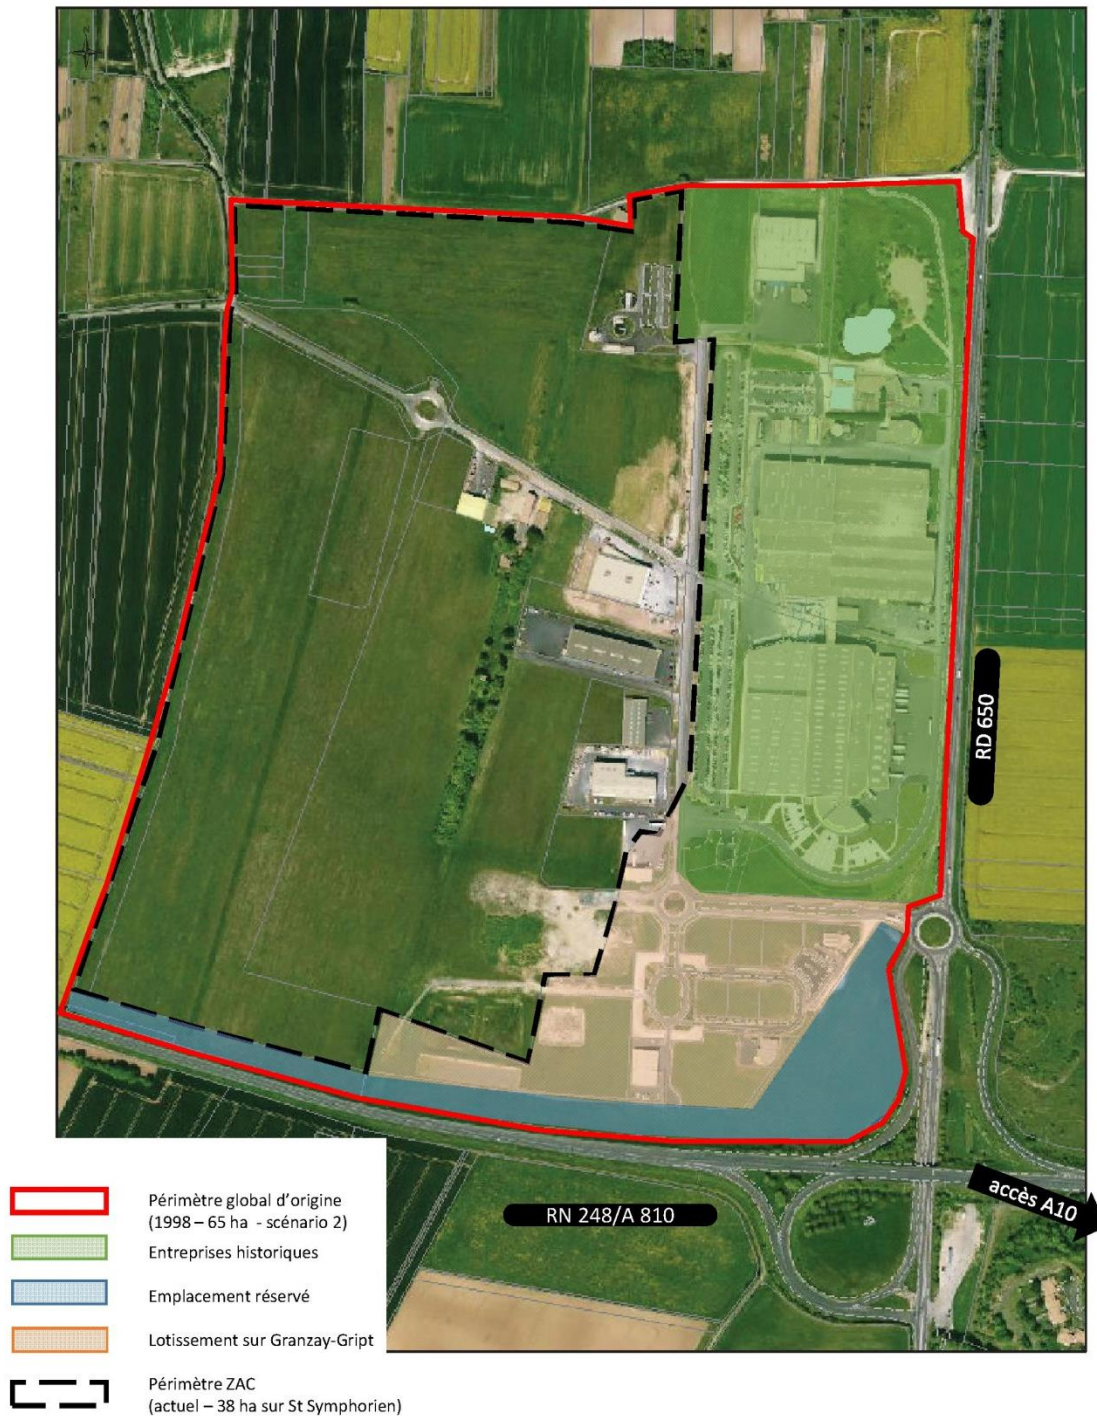 RD 650
accès A10
RN 248/A 810
Périmètre global d'origine
(1998 – 65 ha - scénario 2)
Entreprises historiques
Emplacement réservé
Lotissement sur Granzay-Gript
Périmètre ZAC
(actuel – 38 ha sur St Symphorien)